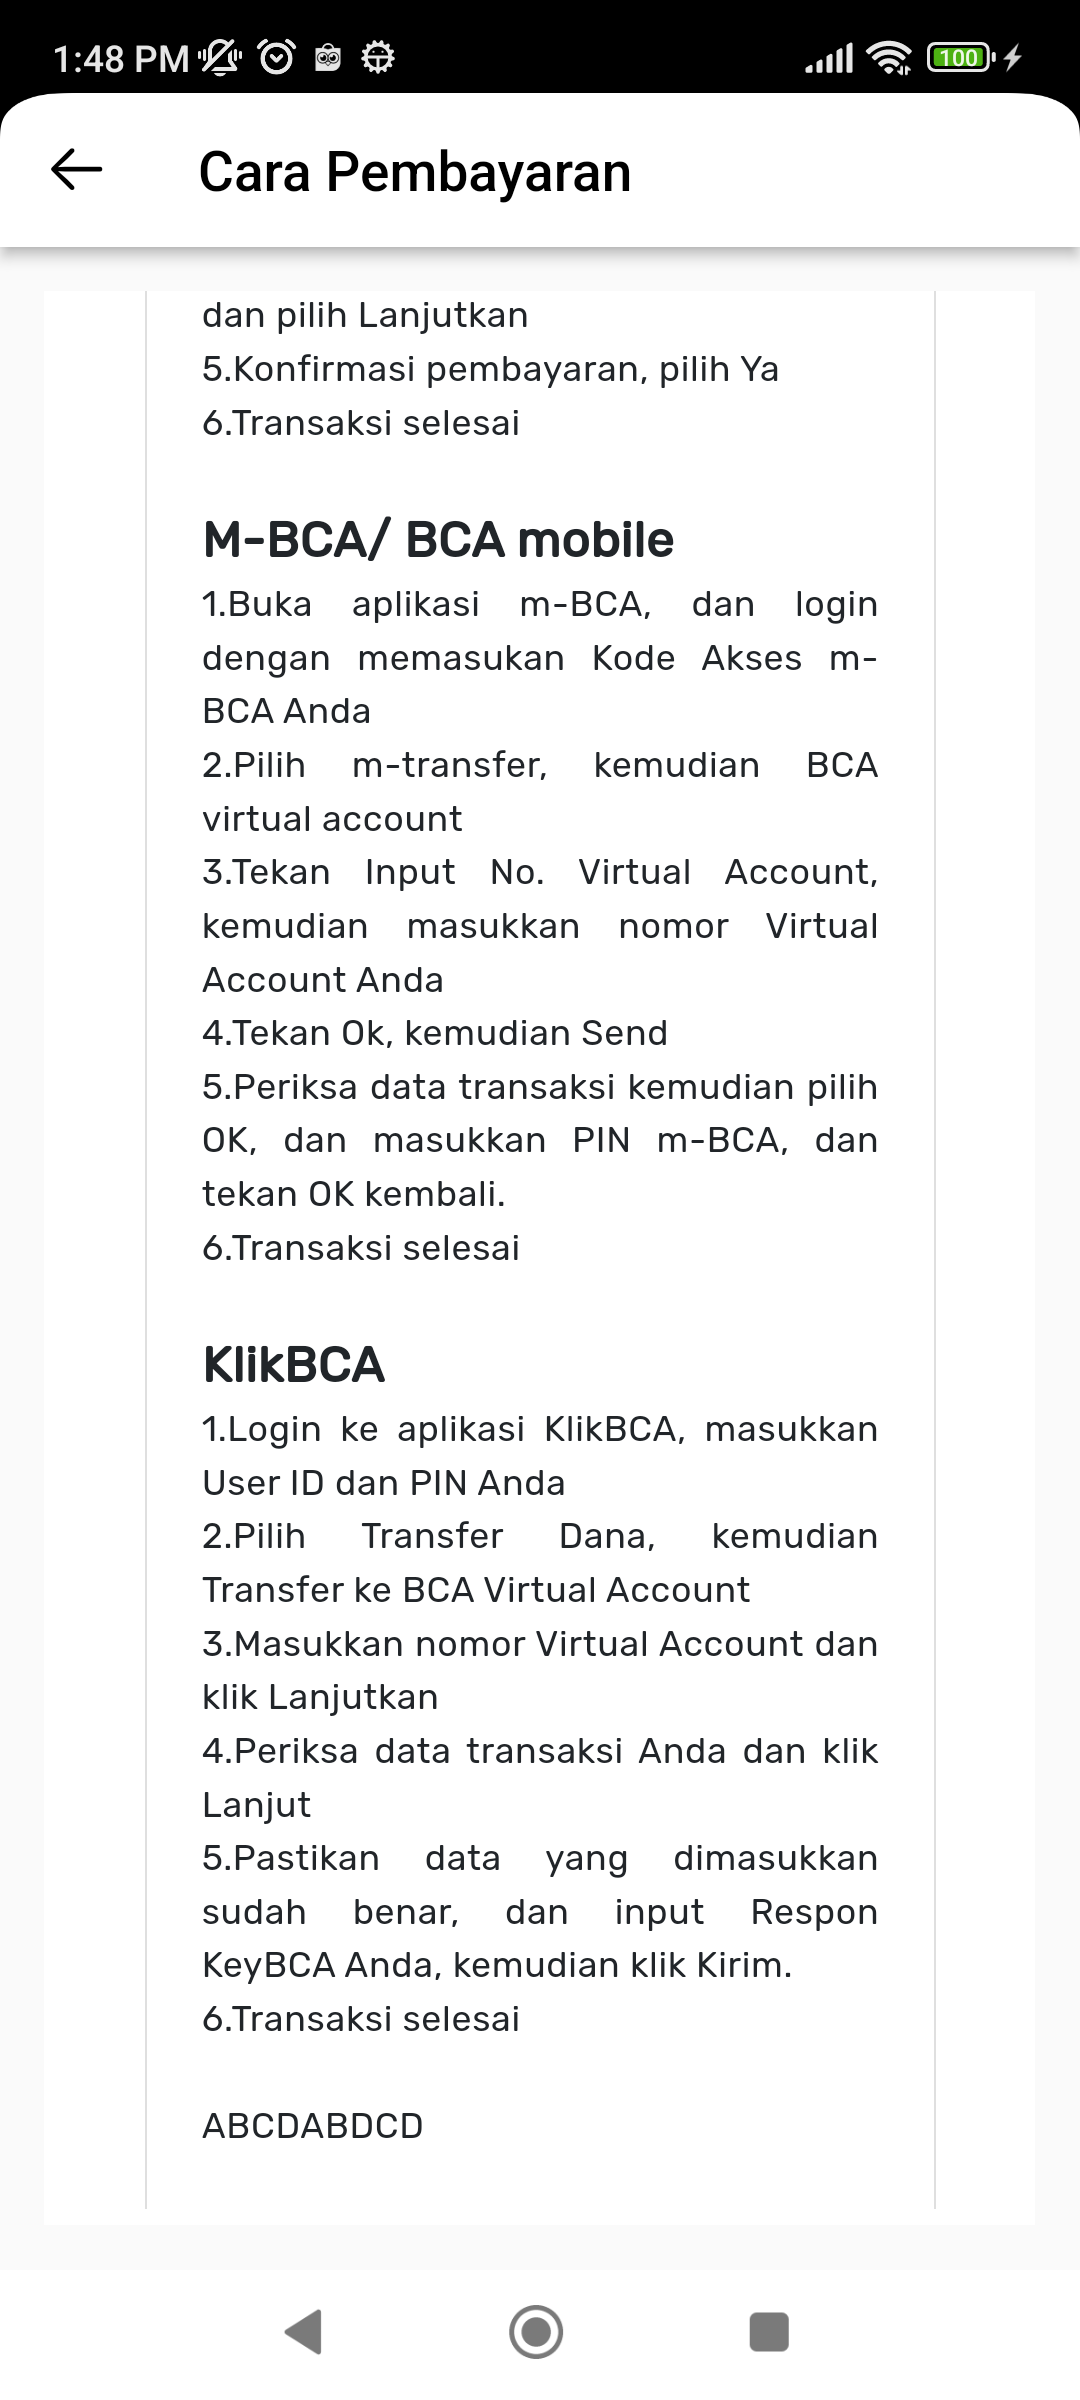 1:48 PM
100
Cara Pembayaran
dan pilih Lanjutkan
5.Konfirmasi pembayaran, pilih Ya
6.Transaksi selesai
M-BCA/ BCA mobile
1.Buka aplikasi m-BCA, dan login
dengan memasukan Kode Akses m-
BCA Anda
2.Pilih m-transfer, kemudian BCA
virtual account
3.Tekan Input No. Virtual Account,
kemudian masukkan nomor Virtual
Account Anda
4.Tekan Ok, kemudian Send
5.Periksa data transaksi kemudian pilih
OK, dan masukkan PIN m-BCA, dan
tekan OK kembali.
6.Transaksi selesai
KlikBCA
1.Login ke aplikasi KlikBCA, masukkan
User ID dan PIN Anda
2.Pilih Transfer Dana, kemudian
Transfer ke BCA Virtual Account
3.Masukkan nomor Virtual Account dan
klik Lanjutkan
4.Periksa data transaksi Anda dan klik
Lanjut
5.Pastikan data yang dimasukkan
sudah benar, dan input Respon
KeyBCA Anda, kemudian klik Kirim.
6.Transaksi selesai
ABCDABDCD